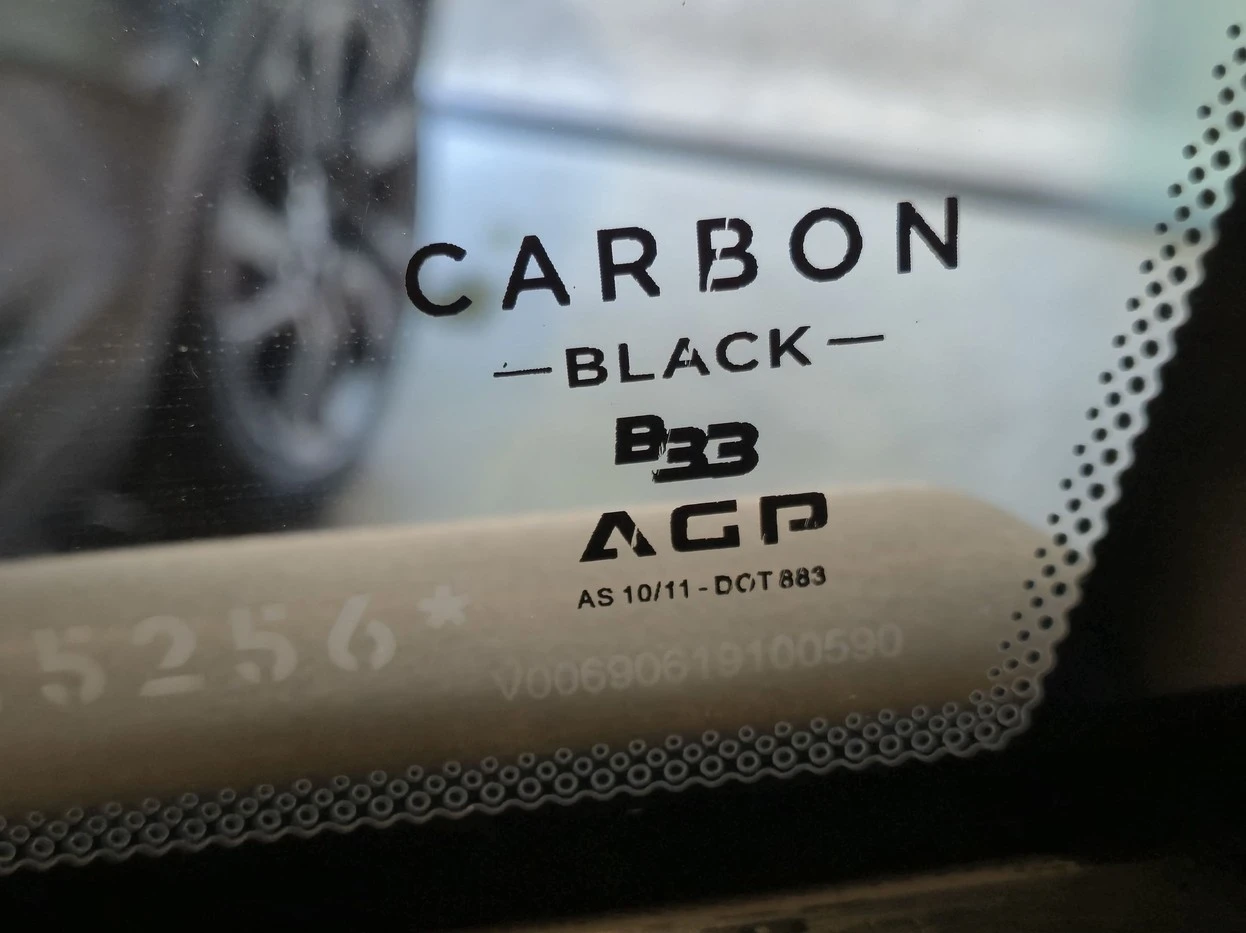 CARBON
—BLACK—
B33
AGP
AS 10/11 - DOT 883
5256*
V00690619100590